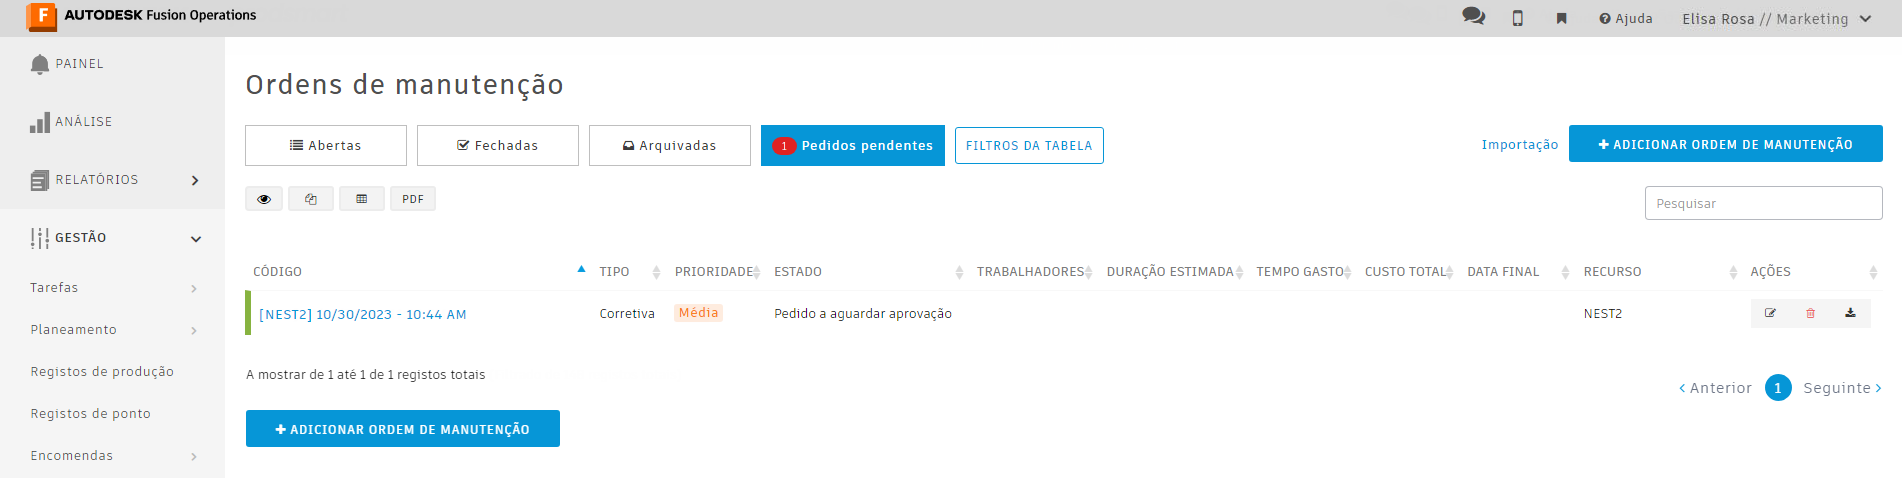 F AUTODESK Fusion Operations
Ajuda
Elisa Rosa // Marketing
PAINEL
ANÁLISE
RELATÓRIOS
GESTÃO
Tarefas
Planeamento
Registos de produção
Registos de ponto
Encomendas
Ordens de manutenção
Abertas
Fechadas
Arquivadas
1 Pedidos pendentes
FILTROS DA TABELA
Importação
+ ADICIONAR ORDEM DE MANUTENÇÃO
PDF
Pesquisar
CÓDIGO TIPO PRIORIDADE ESTADO TRABALHADORES DURAÇÃO ESTIMADA TEMPO GASTO CUSTO TOTAL DATA FINAL RECURSO AÇÕES
[NEST2] 10/30/2023 - 10:44 AM Corretiva Média Pedido a aguardar aprovação NEST2
A mostrar de 1 até 1 de 1 registos totais
‹ Anterior 1 Seguinte ›
+ ADICIONAR ORDEM DE MANUTENÇÃO